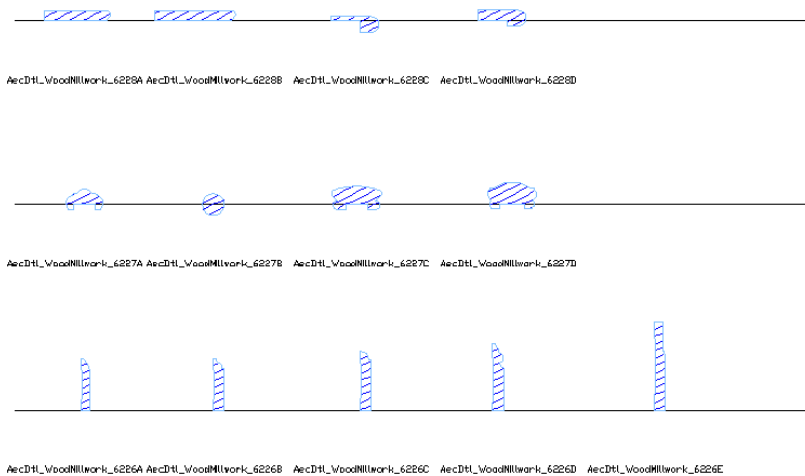 AecDtl_WoodMillwork_6228A AecDtl_WoodMillwork_6228B AecDtl_WoodMillwork_6228C AecDtl_WoodMillwork_6228D
AecDtl_WoodMillwork_6227A AecDtl_WoodMillwork_6227B AecDtl_WoodMillwork_6227C AecDtl_WoodMillwork_6227D
AecDtl_WoodMillwork_6226A AecDtl_WoodMillwork_6226B AecDtl_WoodMillwork_6226C AecDtl_WoodMillwork_6226D AecDtl_WoodMillwork_6226E